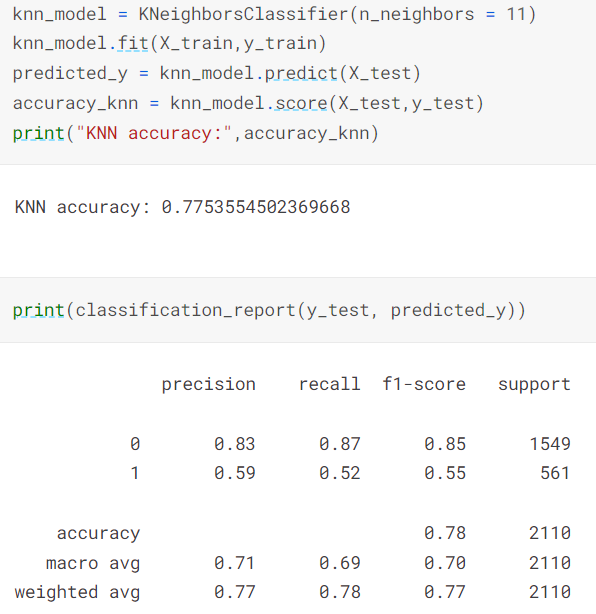 knn_model = KNeighborsClassifier(n_neighbors = 11)
knn_model.fit(X_train,y_train)
predicted_y = knn_model.predict(X_test)
accuracy_knn = knn_model.score(X_test,y_test)
print("KNN accuracy:",accuracy_knn)
KNN accuracy: 0.7753554502369668
print(classification_report(y_test, predicted_y))
precision recall f1-score support
0 0.83 0.87 0.85 1549
1 0.59 0.52 0.55 561
accuracy 0.78 2110
macro avg 0.71 0.69 0.70 2110
weighted avg 0.77 0.78 0.77 2110